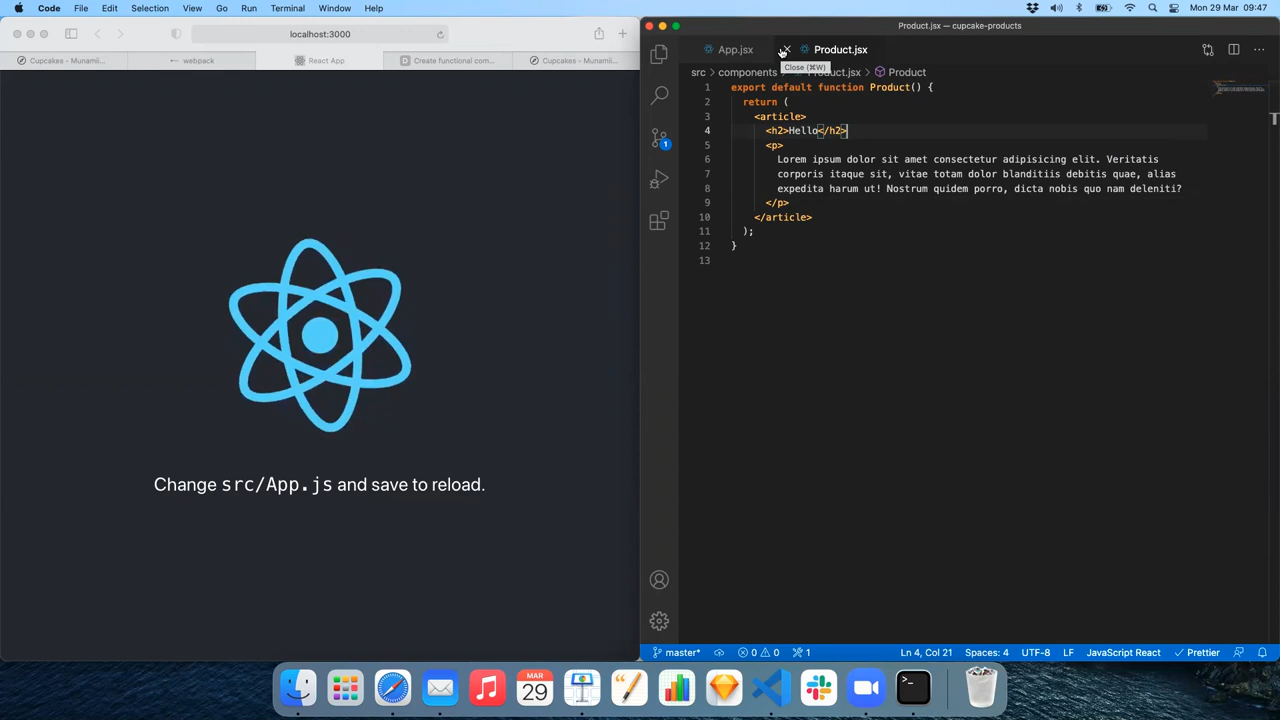 Code File Edit Selection View Go Run Terminal Window Help Mon 29 Mar 09:47
localhost:3000
Cupcakes - Munamii... webpack React App Create functional com... Cupcakes - Munamii...
Change src/App.js and save to reload.
Product.jsx — cupcake-products
App.jsx Product.jsx
Close (⌘W)
src > components > Product.jsx > Product
1 export default function Product() {
2 return (
3 <article>
4 <h2>Hello</h2>
5 <p>
6 Lorem ipsum dolor sit amet consectetur adipisicing elit. Veritatis
7 corporis itaque sit, vitae totam dolor blanditiis debitis quae, alias
8 expedita harum ut! Nostrum quidem porro, dicta nobis quo nam deleniti?
9 </p>
10 </article>
11 );
12 }
13
1
master* 0 0 1 Ln 4, Col 21 Spaces: 4 UTF-8 LF JavaScript React Prettier
MAR
29